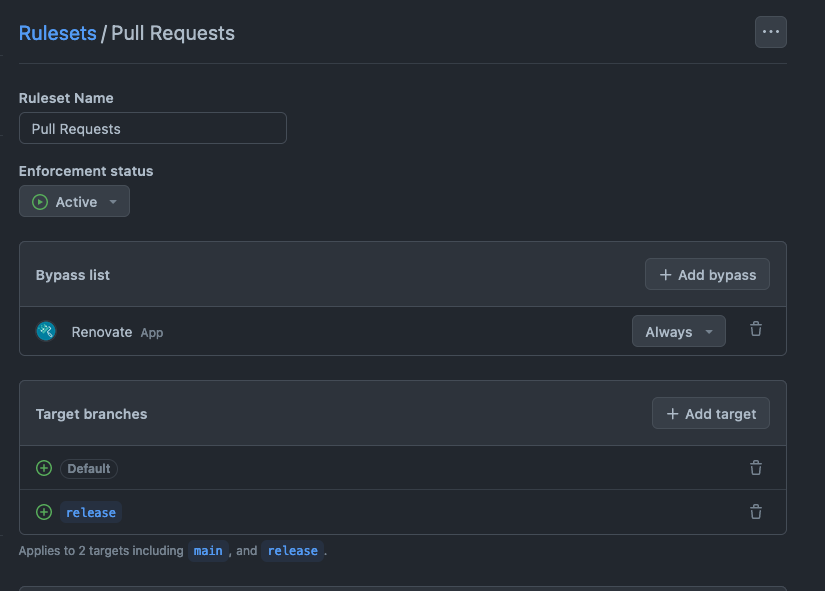 Rulesets / Pull Requests
Ruleset Name
Pull Requests
Enforcement status
Active
Bypass list
Add bypass
Renovate App
Always
Target branches
Add target
Default
release
Applies to 2 targets including main , and release .